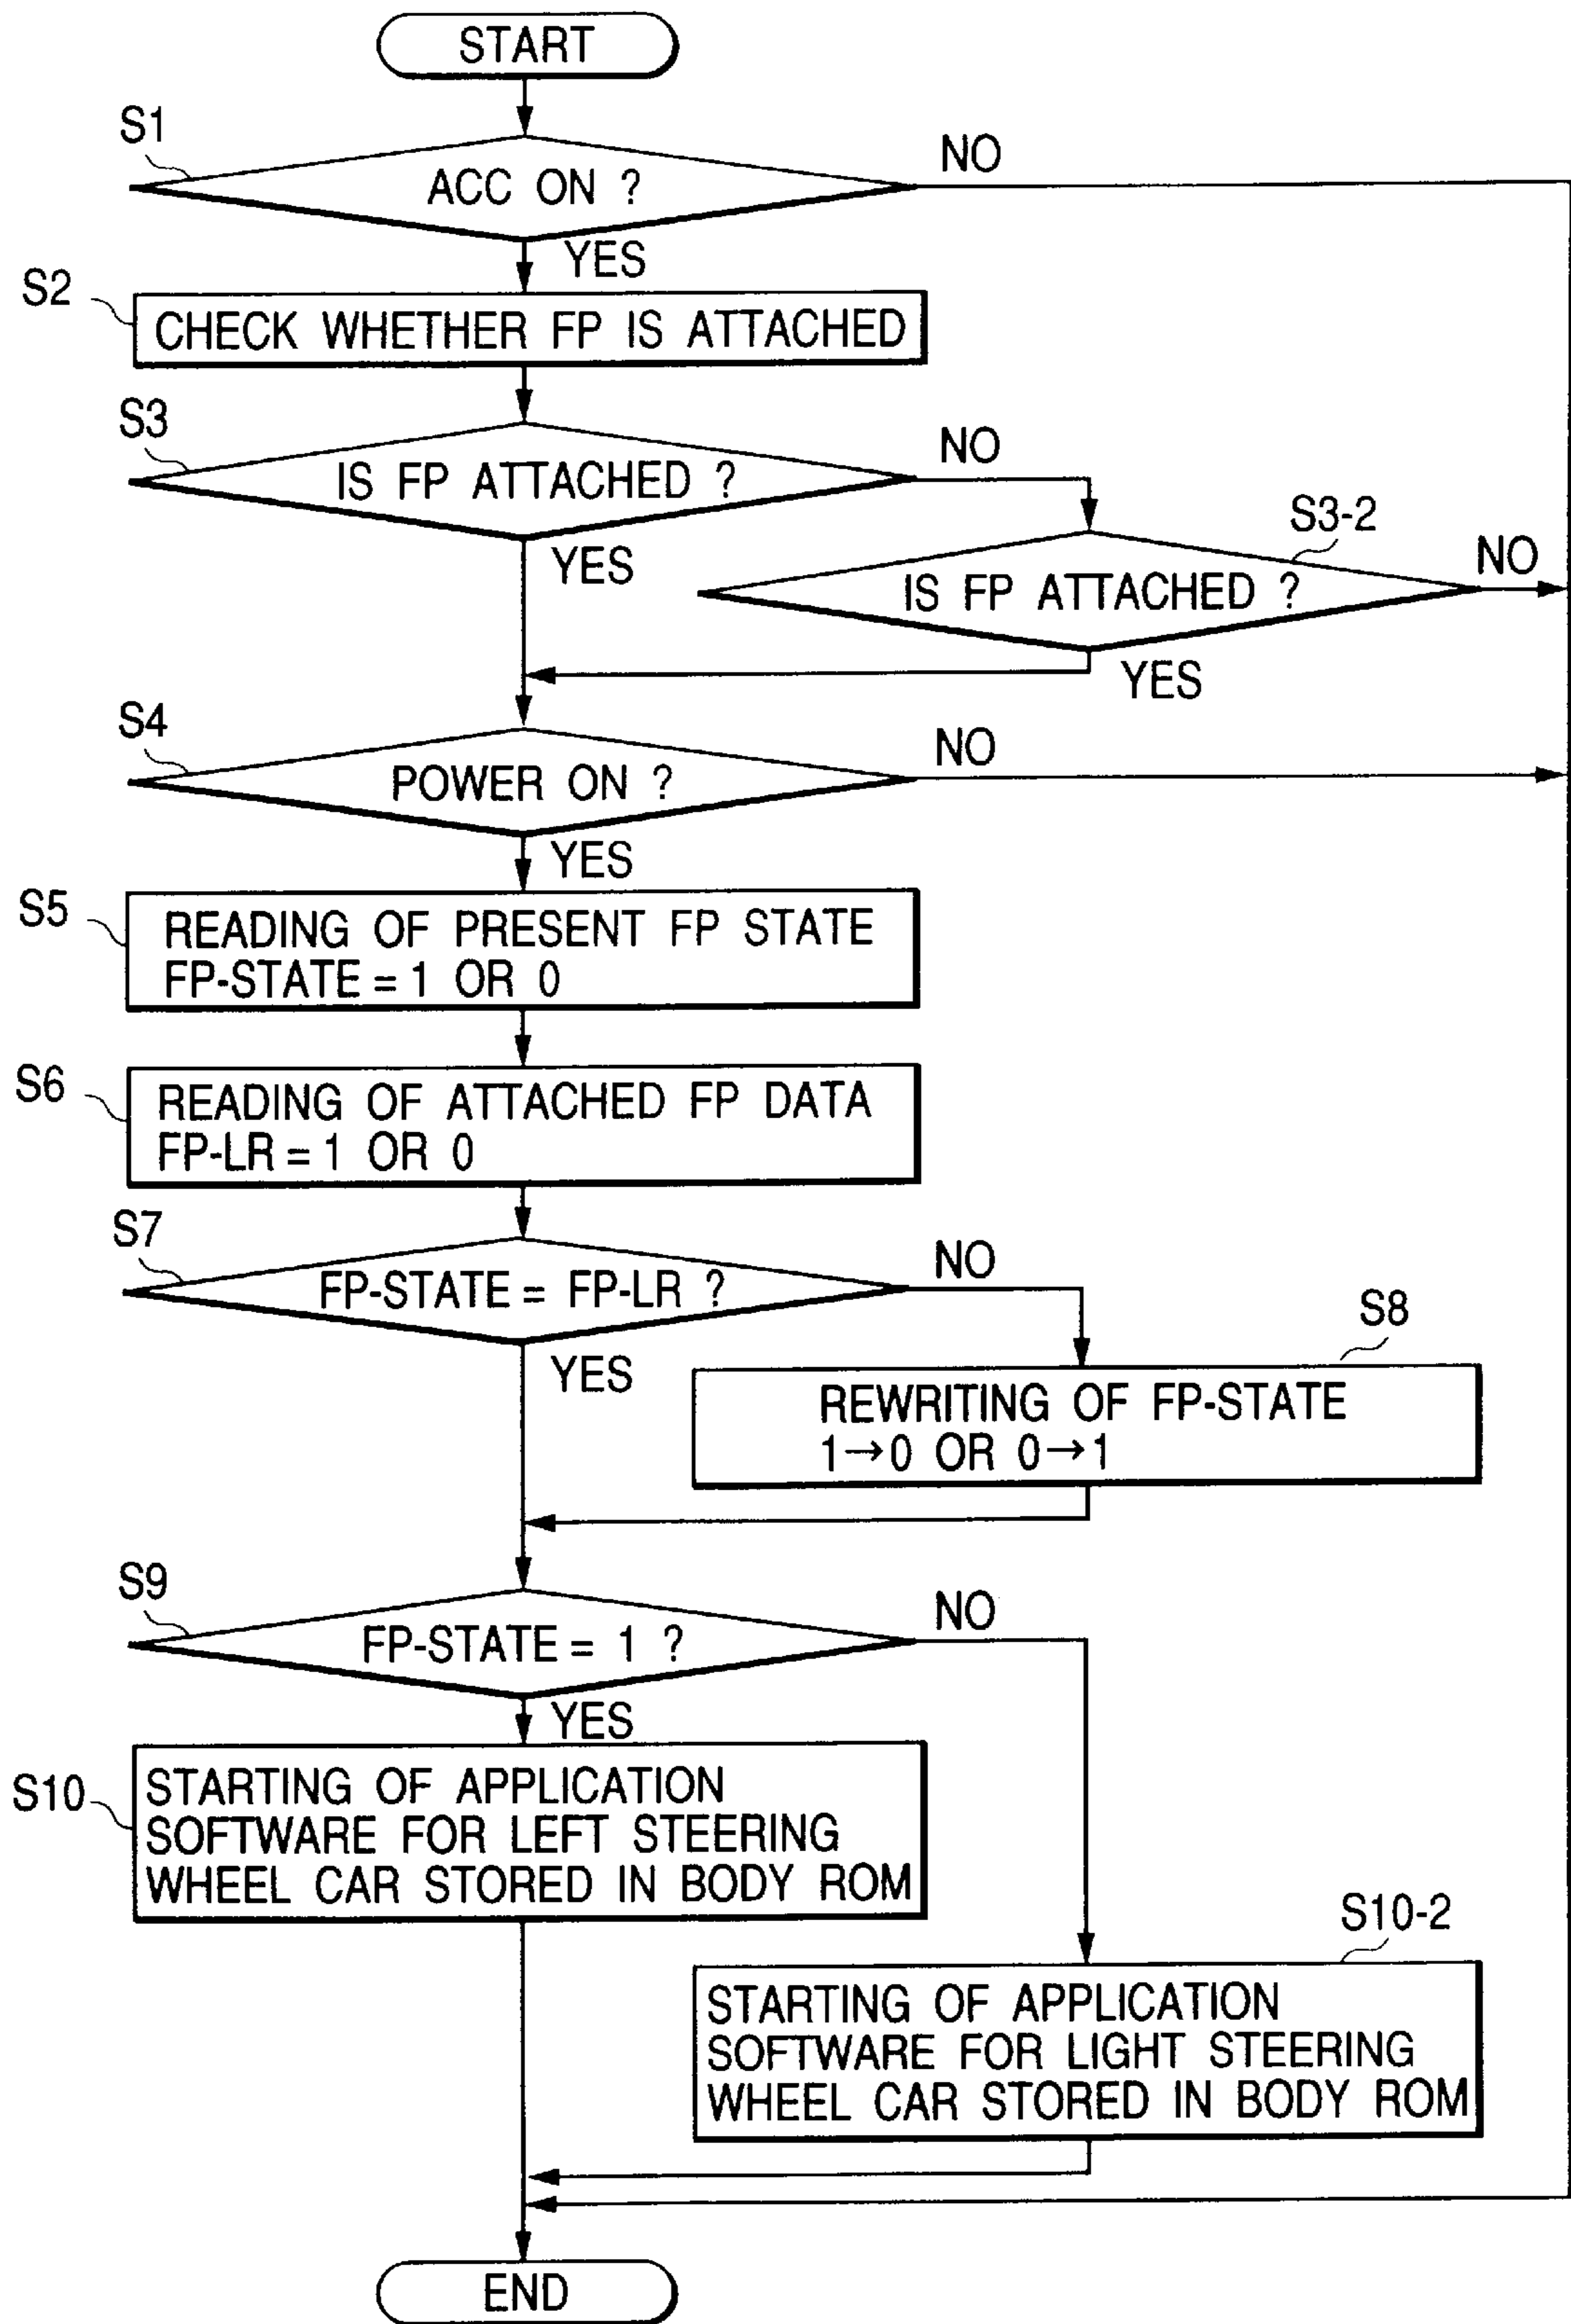 START
S1
ACC ON ?
NO
YES
S2
CHECK WHETHER FP IS ATTACHED
S3
IS FP ATTACHED ?
NO
YES
S3-2
IS FP ATTACHED ?
NO
YES
S4
POWER ON ?
NO
YES
S5
READING OF PRESENT FP STATE
FP-STATE = 1 OR 0
S6
READING OF ATTACHED FP DATA
FP-LR = 1 OR 0
S7
FP-STATE = FP-LR ?
NO
YES
S8
REWRITING OF FP-STATE
1→0 OR 0→1
S9
FP-STATE = 1 ?
NO
YES
S10
STARTING OF APPLICATION
SOFTWARE FOR LEFT STEERING
WHEEL CAR STORED IN BODY ROM
S10-2
STARTING OF APPLICATION
SOFTWARE FOR LIGHT STEERING
WHEEL CAR STORED IN BODY ROM
END